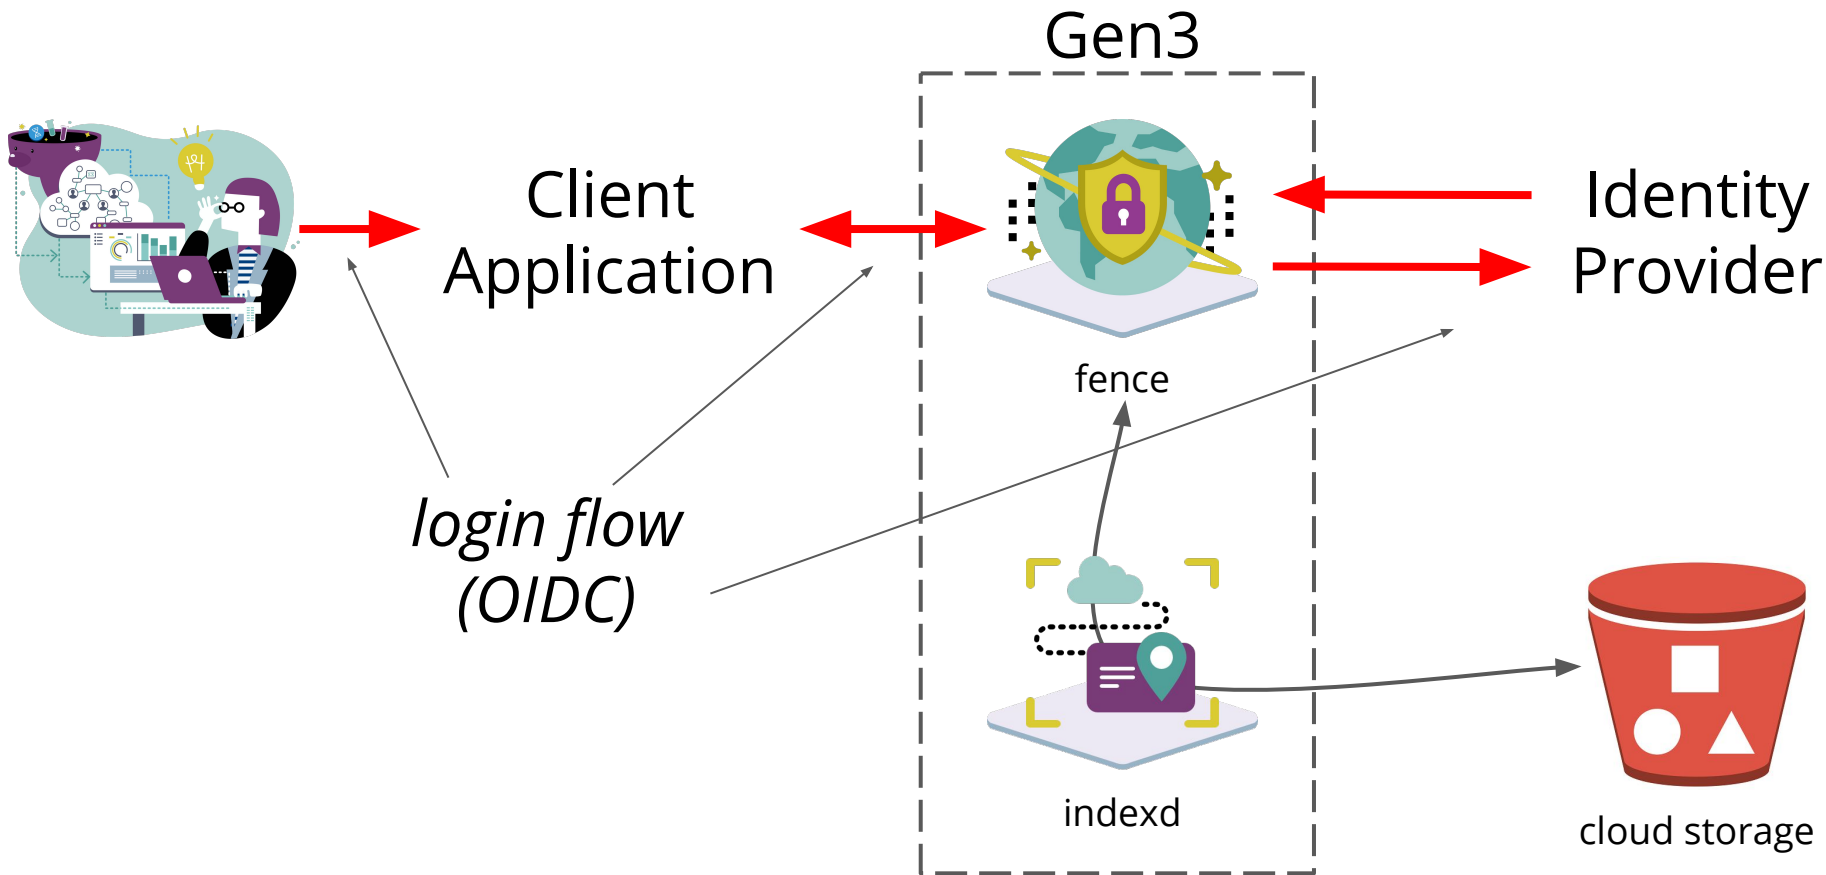 Gen3
Client
Application
Identity
Provider
fence
login flow
(OIDC)
indexd
cloud storage